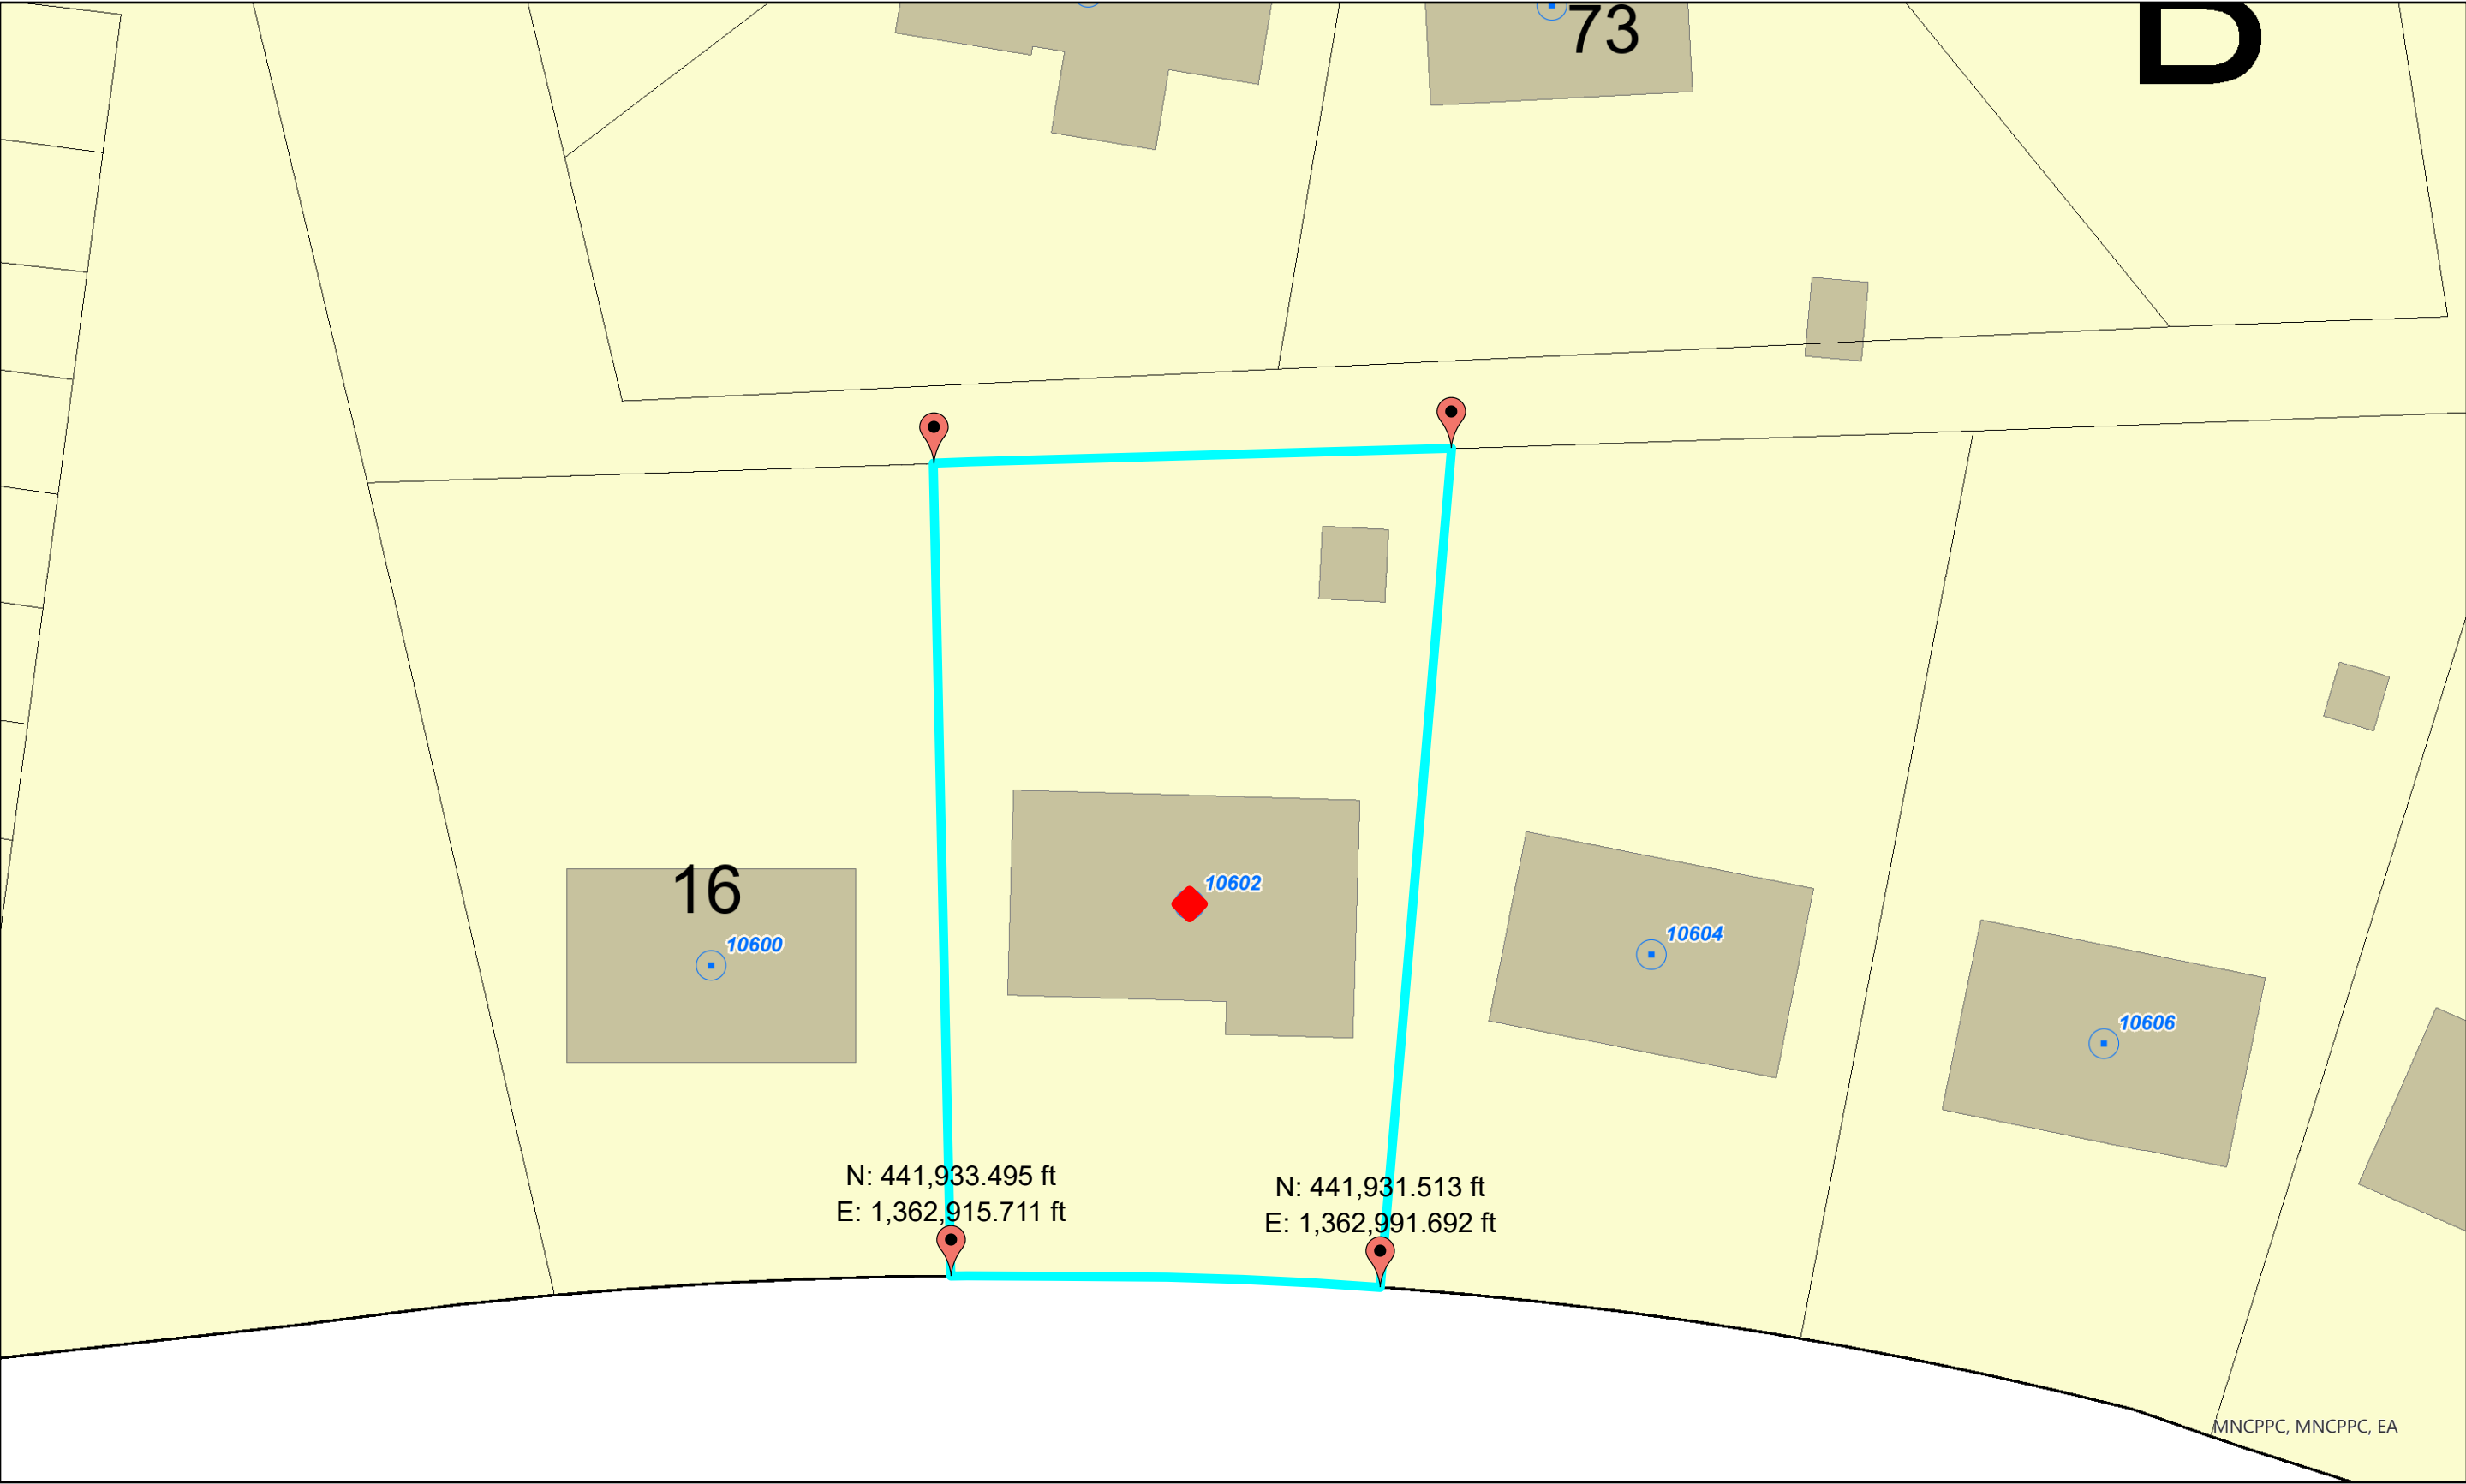 73
16
10602
10600
10604
10606
N: 441,933.495 ft
E: 1,362,915.711 ft
N: 441,931.513 ft
E: 1,362,991.692 ft
MNCPPC, MNCPPC, EA